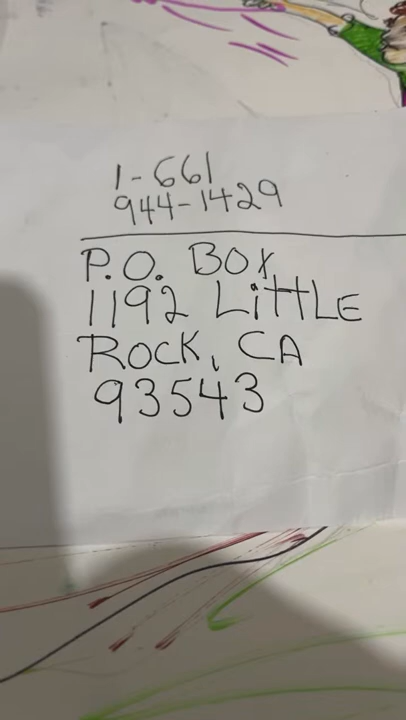 1-661
944-1429
P.O. BOX
1192 LiTTLE
ROCK, CA
93543